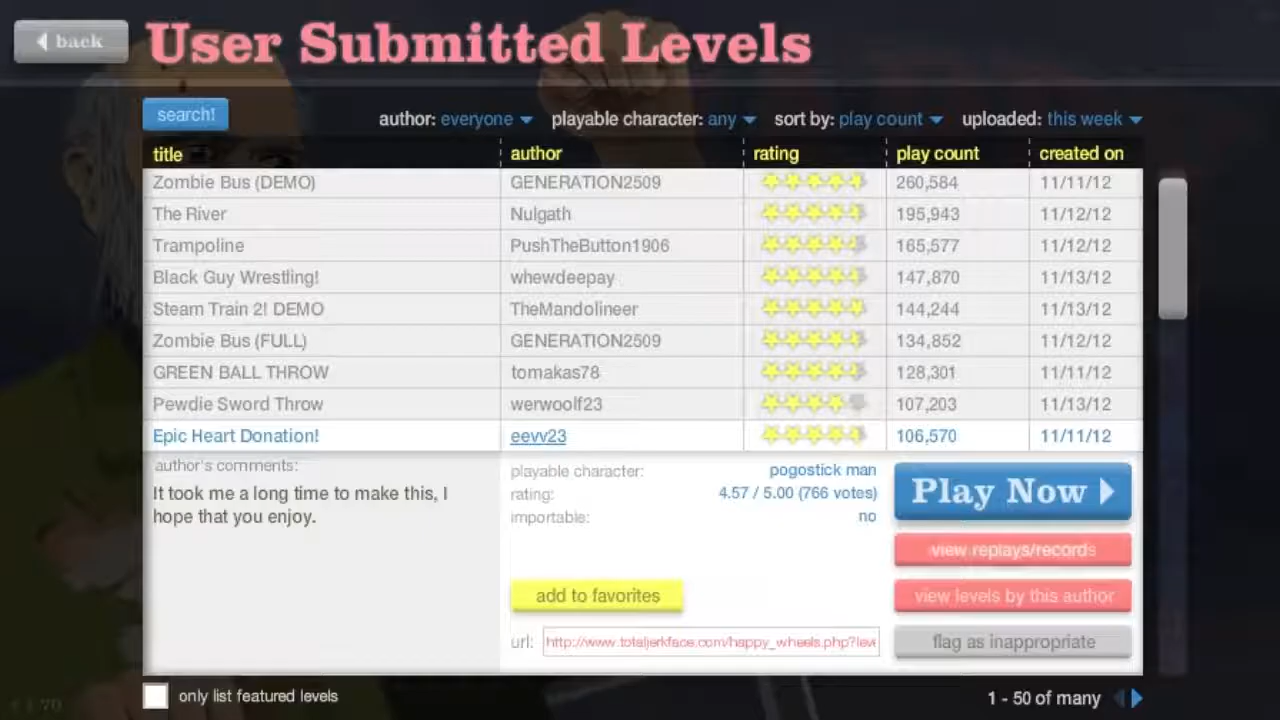 back
User Submitted Levels
search!
author: everyone playable character: any sort by: play count uploaded: this week
title author rating play count created on
Zombie Bus (DEMO) GENERATION2509 260,584 11/11/12
The River Nulgath 195,943 11/12/12
Trampoline PushTheButton1906 165,577 11/12/12
Black Guy Wrestling! whewdeepay 147,870 11/13/12
Steam Train 2! DEMO TheMandolineer 144,244 11/13/12
Zombie Bus (FULL) GENERATION2509 134,852 11/12/12
GREEN BALL THROW tomakas78 128,301 11/11/12
Pewdie Sword Throw werwoolf23 107,203 11/13/12
Epic Heart Donation! eevv23 106,570 11/11/12
author's comments:
It took me a long time to make this, I
hope that you enjoy.
playable character: pogostick man
rating: 4.57 / 5.00 (766 votes)
importable: no
add to favorites
url: http://www.totaljerkface.com/happy_wheels.php?leve
Play Now
view replays/records
view levels by this author
flag as inappropriate
only list featured levels
1 - 50 of many